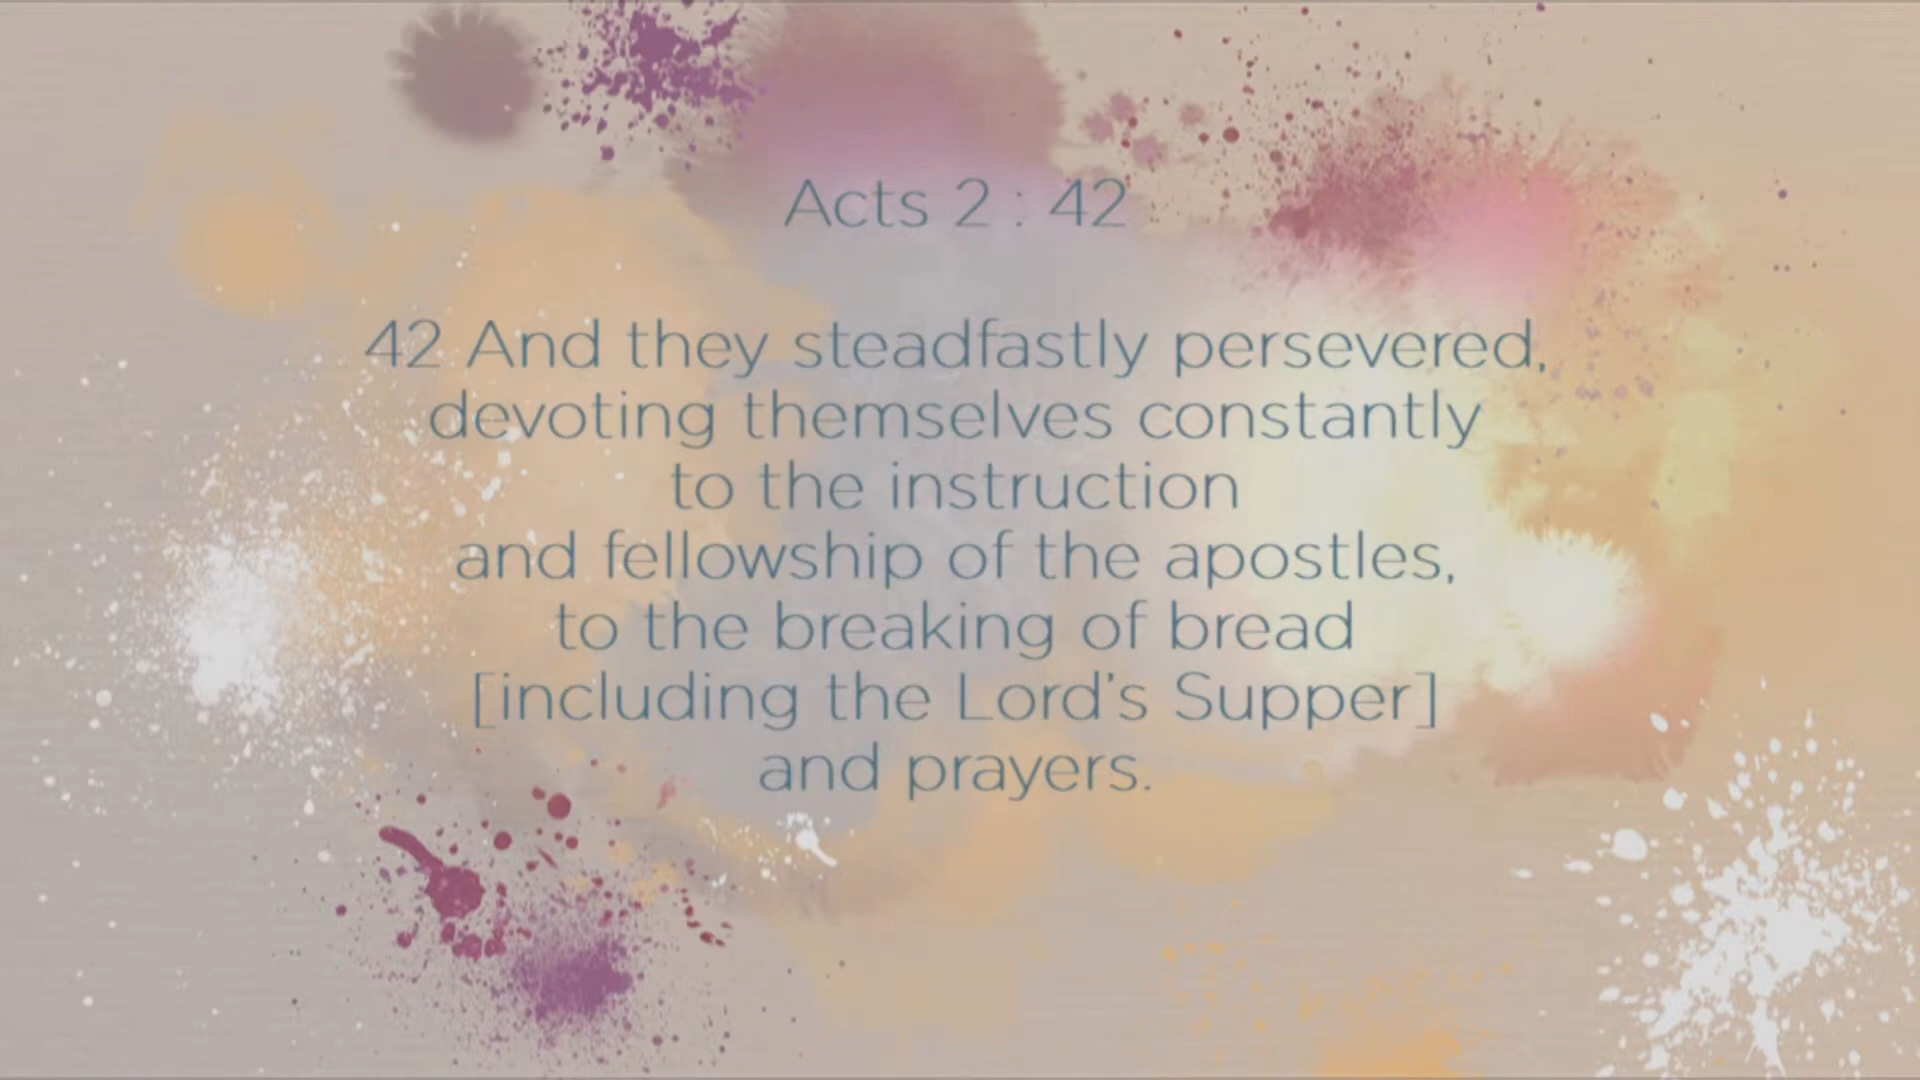 Acts 2 : 42
42 And they steadfastly persevered,
devoting themselves constantly
to the instruction
and fellowship of the apostles,
to the breaking of bread
[including the Lord’s Supper]
and prayers.